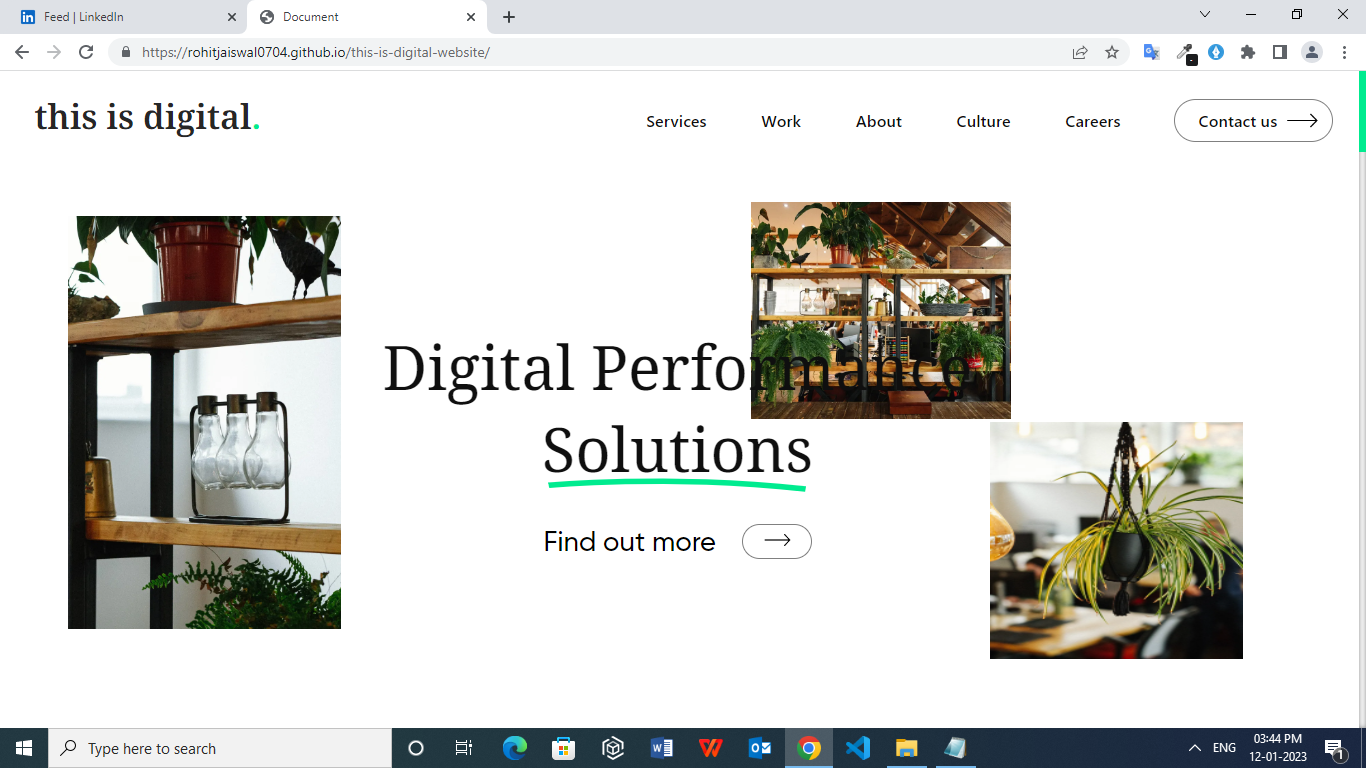 Feed | LinkedIn
Document
https://rohitjaiswal0704.github.io/this-is-digital-website/
this is digital.
Services
Work
About
Culture
Careers
Contact us
Digital Performance
Solutions
Find out more
Type here to search
ENG
03:44 PM
12-01-2023
1